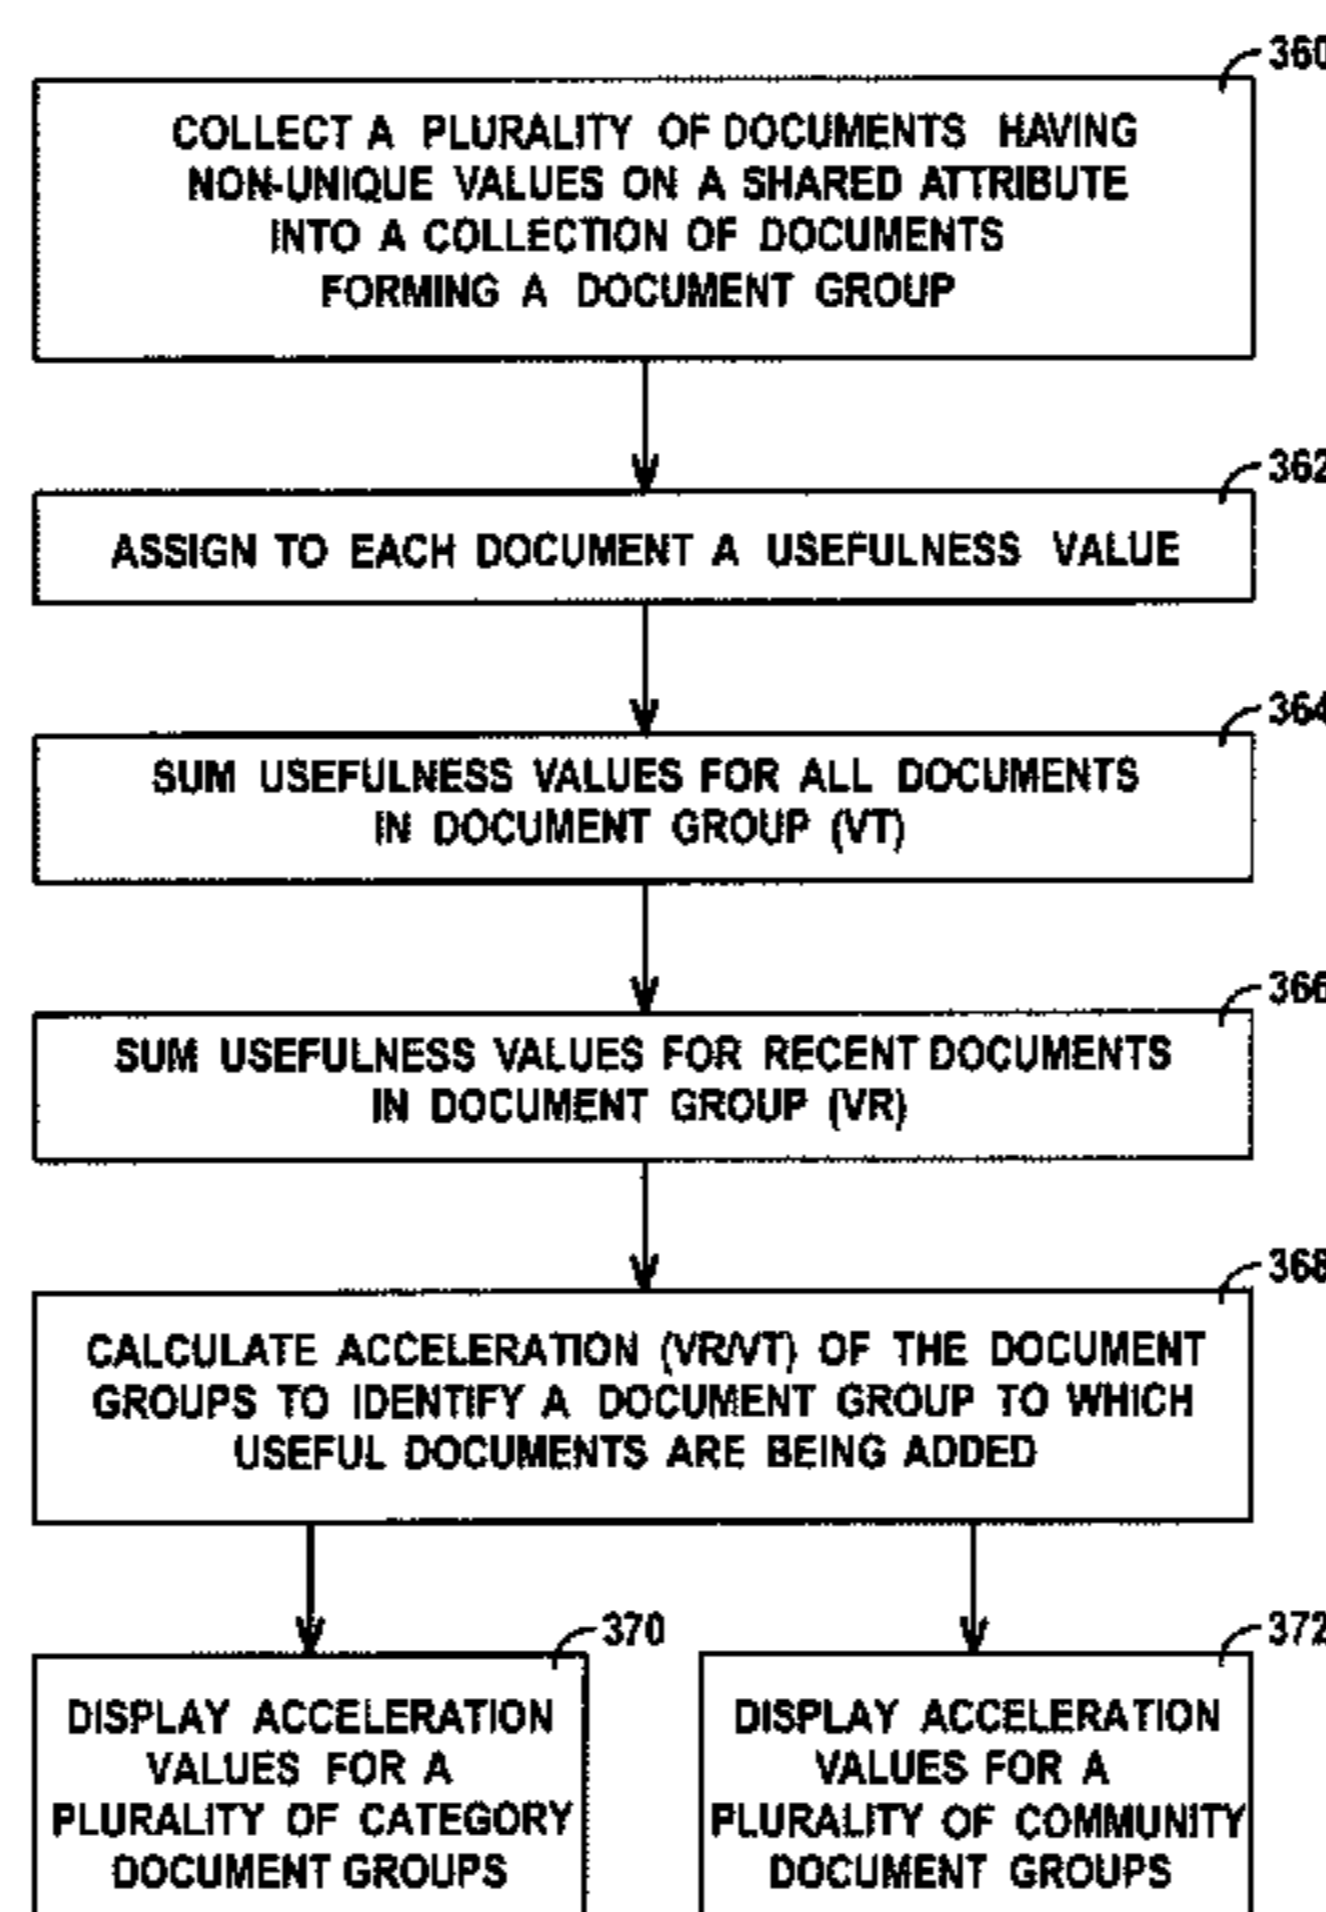 360
COLLECT A PLURALITY OF DOCUMENTS HAVING
NON-UNIQUE VALUES ON A SHARED ATTRIBUTE
INTO A COLLECTION OF DOCUMENTS
FORMING A DOCUMENT GROUP
362
ASSIGN TO EACH DOCUMENT A USEFULNESS VALUE
364
SUM USEFULNESS VALUES FOR ALL DOCUMENTS
IN DOCUMENT GROUP (VT)
366
SUM USEFULNESS VALUES FOR RECENT DOCUMENTS
IN DOCUMENT GROUP (VR)
368
CALCULATE ACCELERATION (VR/VT) OF THE DOCUMENT
GROUPS TO IDENTIFY A DOCUMENT GROUP TO WHICH
USEFUL DOCUMENTS ARE BEING ADDED
370
DISPLAY ACCELERATION
VALUES FOR A
PLURALITY OF CATEGORY
DOCUMENT GROUPS
372
DISPLAY ACCELERATION
VALUES FOR A
PLURALITY OF COMMUNITY
DOCUMENT GROUPS